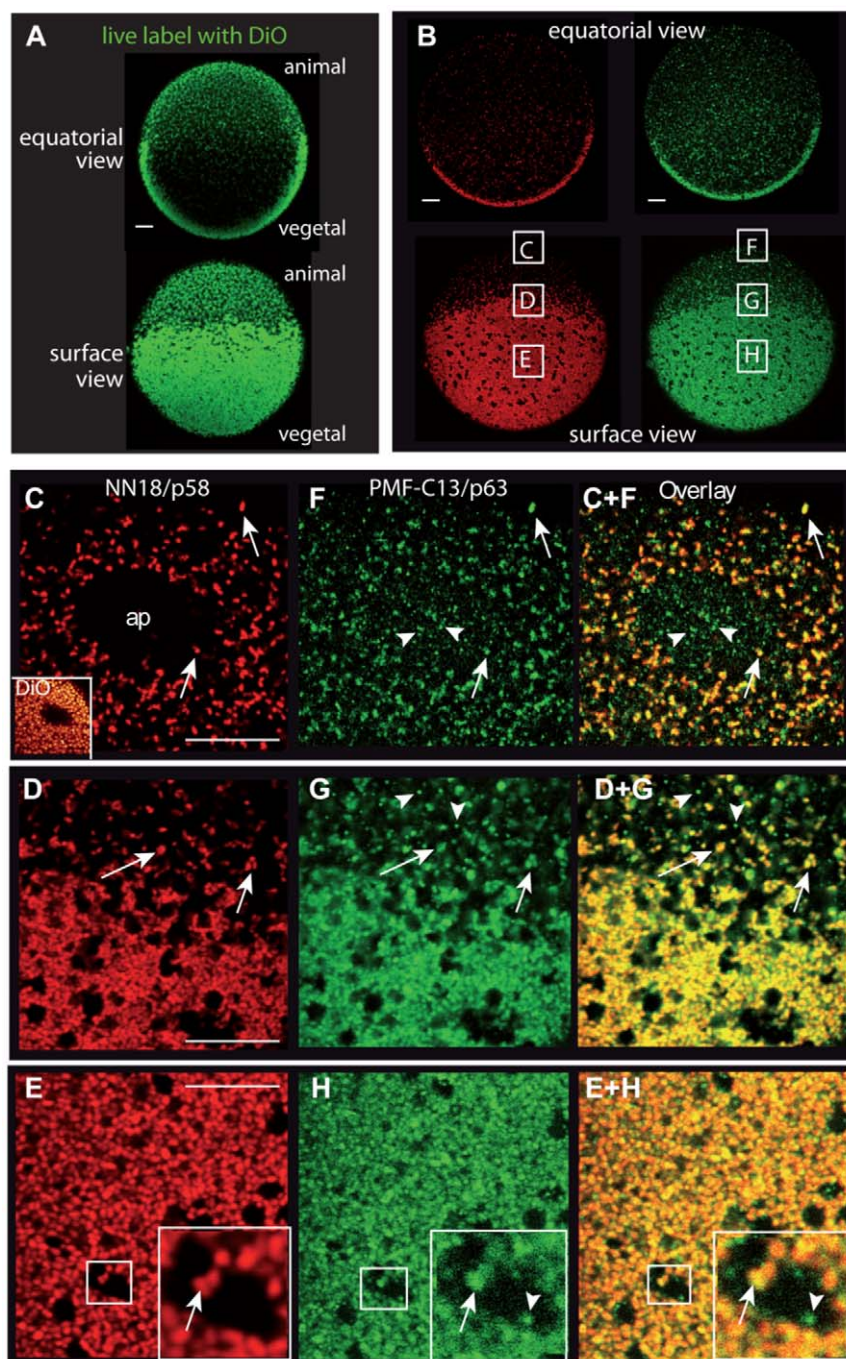 A
live label with DiO
animal
equatorial
view
vegetal
animal
surface
view
vegetal
B
equatorial view
C
F
D
G
E
H
surface view
C
NN18/p58
F
PMF-C13/p63
C+F
Overlay
ap
DiO
D
G
D+G
E
H
E+H